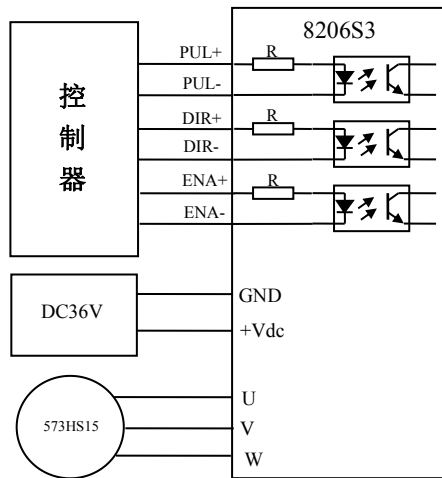 8206S3
控制器
PUL+
R
PUL-
DIR+
R
DIR-
ENA+
R
ENA-
DC36V
GND
+Vdc
573HS15
U
V
W